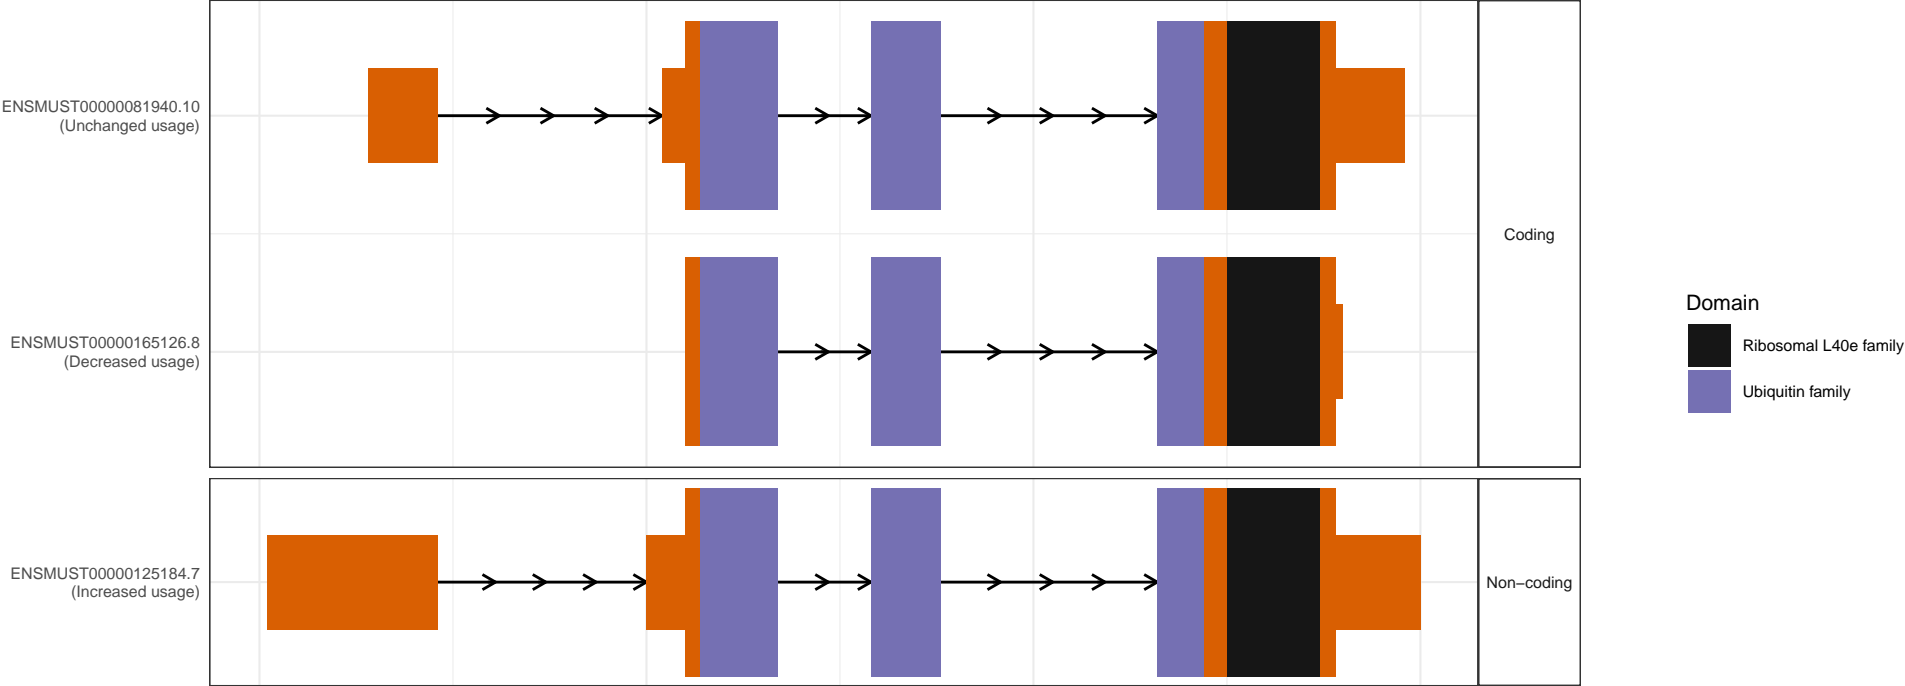 ENSMUST00000081940.10
(Unchanged usage)
Coding
ENSMUST00000165126.8
(Decreased usage)
ENSMUST00000125184.7
(Increased usage)
Non−coding
Domain
Ribosomal L40e family
Ubiquitin family